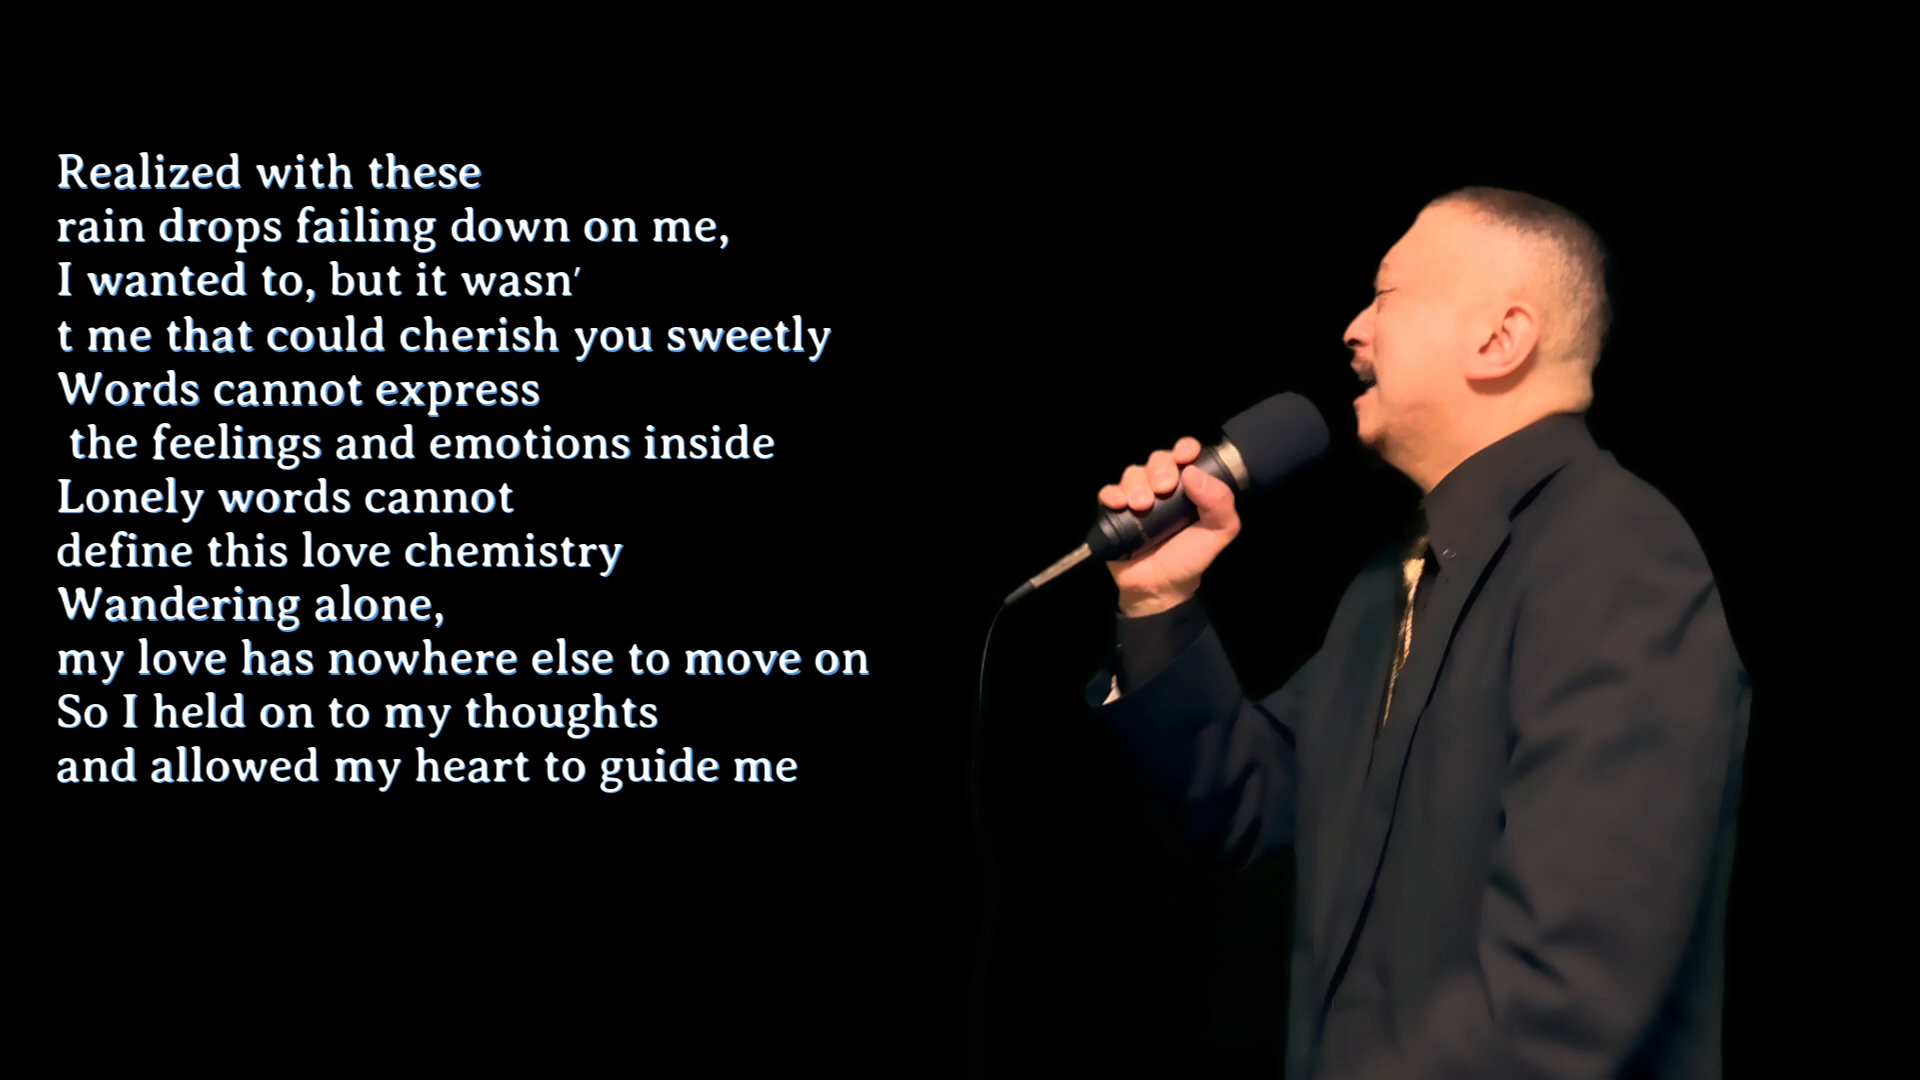 Realized with these
rain drops failing down on me,
I wanted to, but it wasn'
t me that could cherish you sweetly
Words cannot express
the feelings and emotions inside
Lonely words cannot
define this love chemistry
Wandering alone,
my love has nowhere else to move on
So I held on to my thoughts
and allowed my heart to guide me